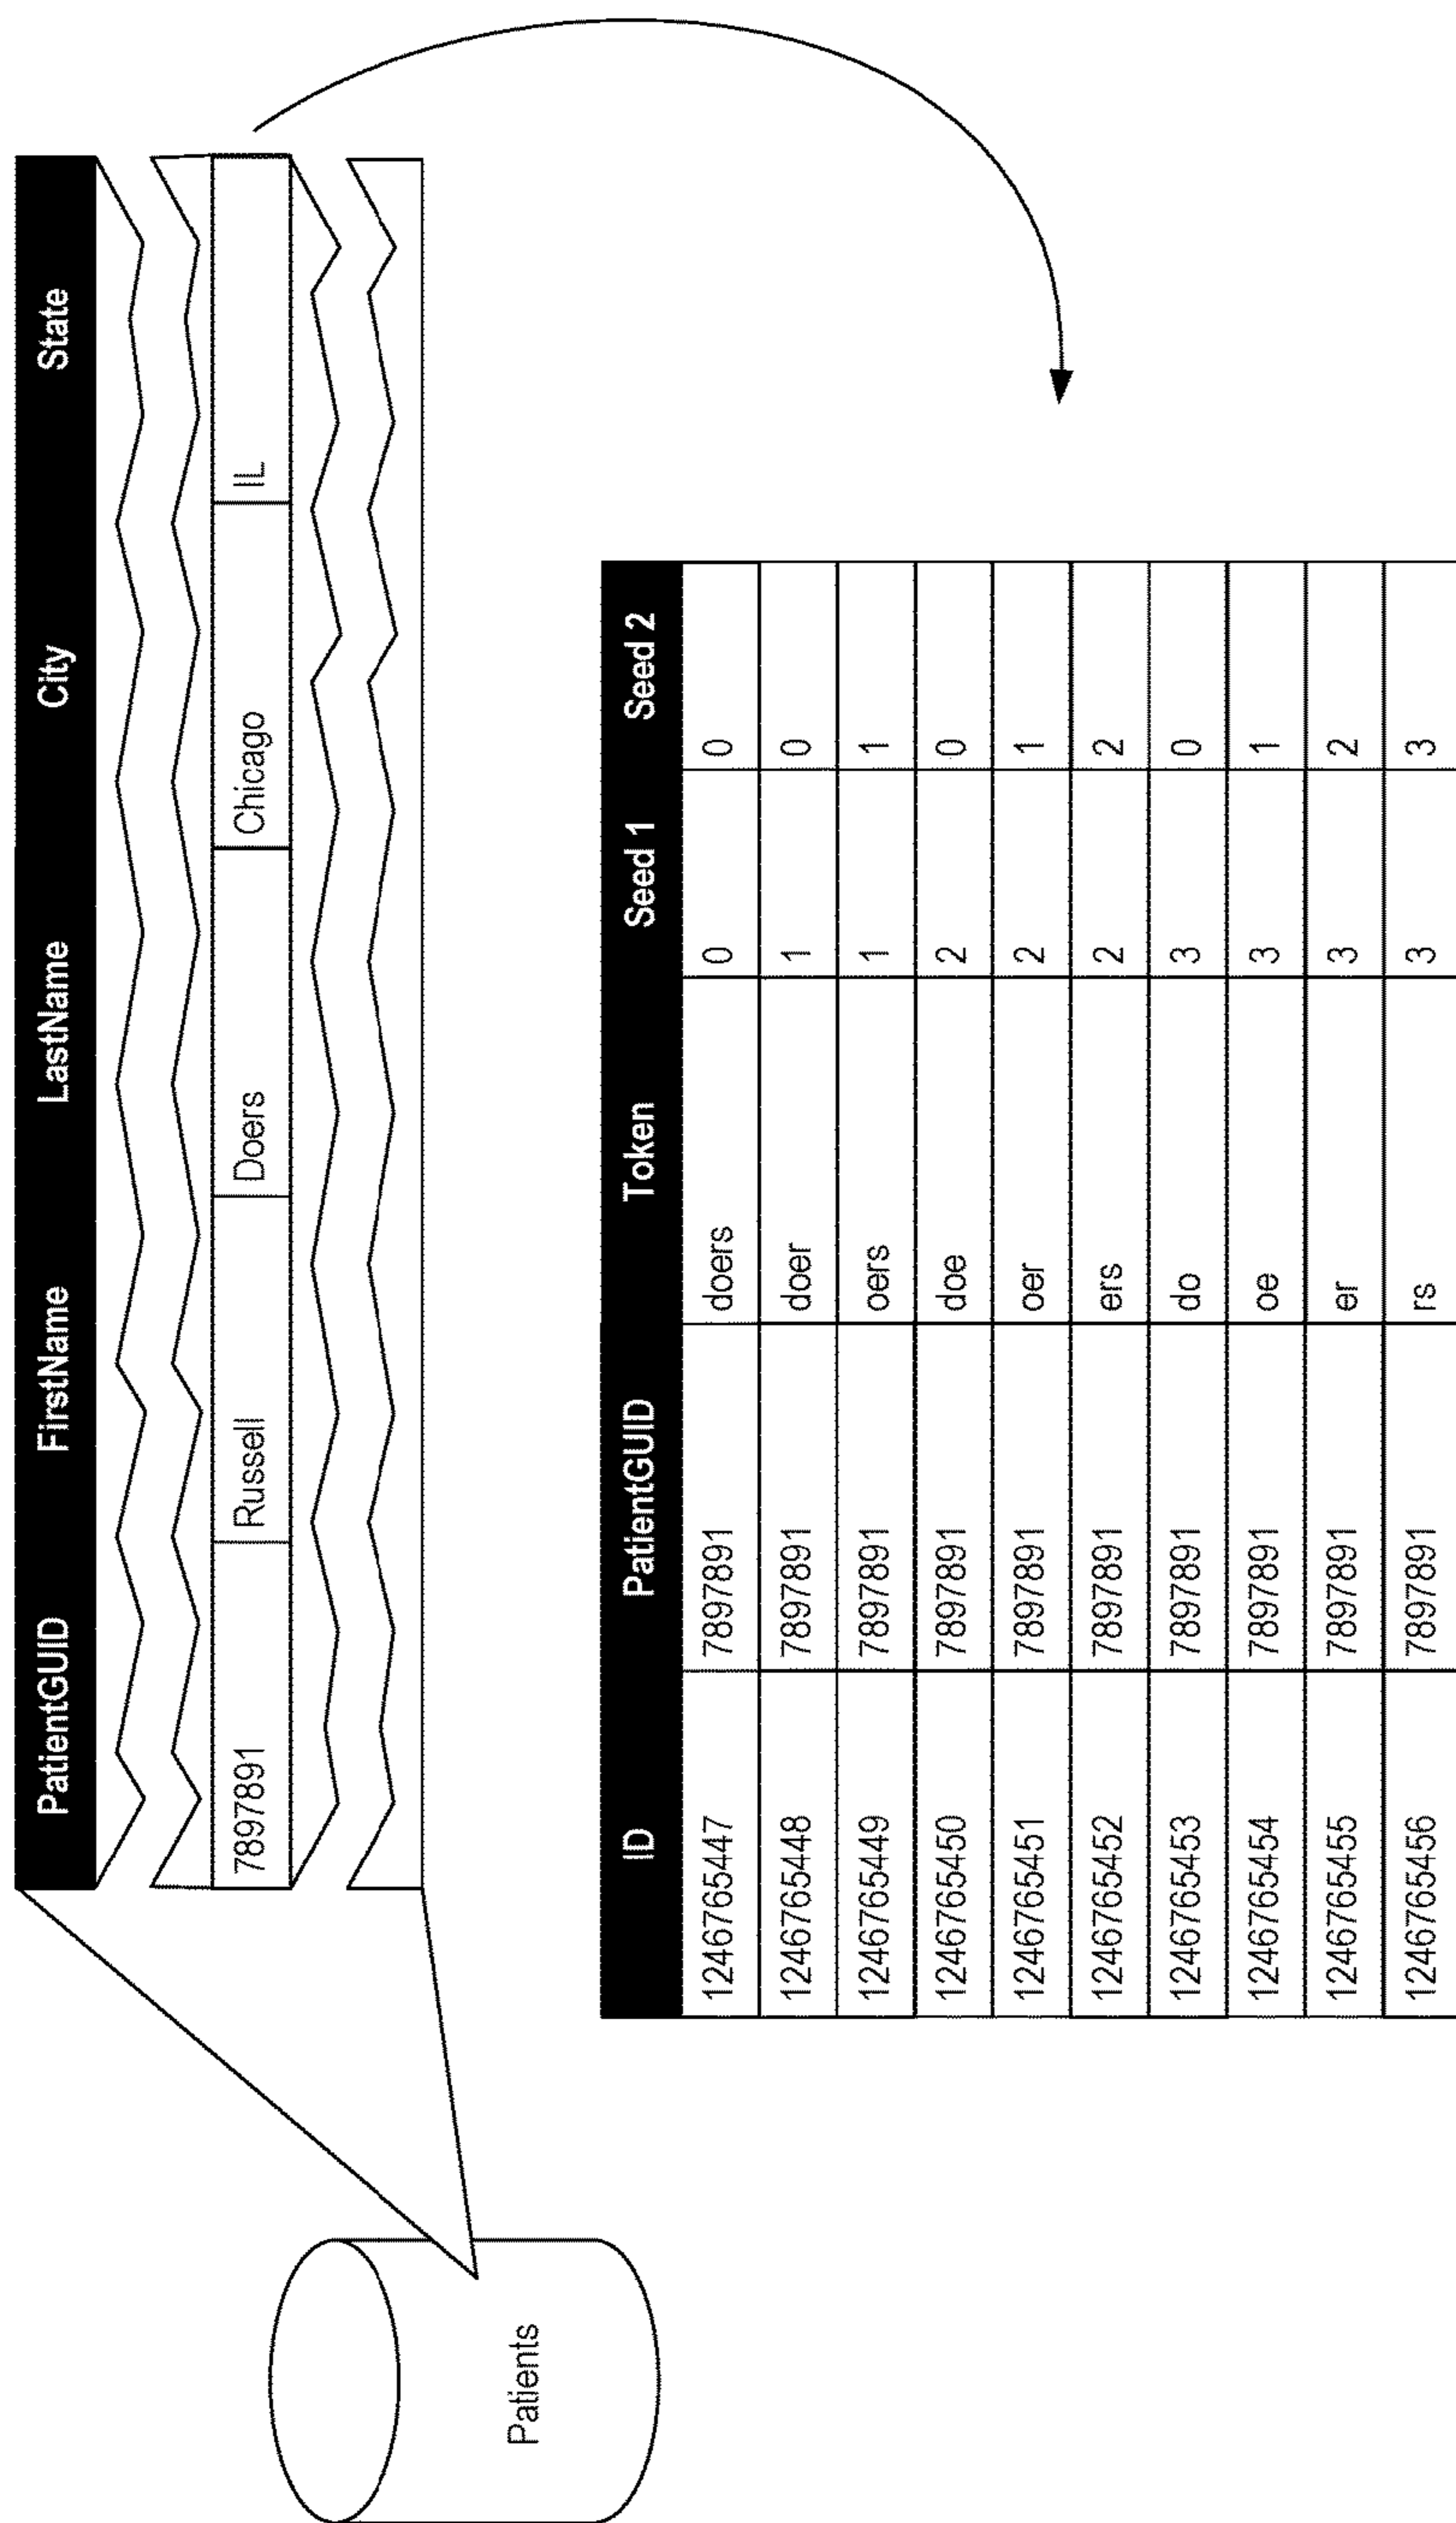 PatientGUID FirstName LastName City State
7897891 Russell Doers Chicago IL
Patients
ID PatientGUID Token Seed 1 Seed 2
1246765447 7897891 doers 0 0
1246765448 7897891 doer 1 0
1246765449 7897891 oers 1 1
1246765450 7897891 doe 2 0
1246765451 7897891 oer 2 1
1246765452 7897891 ers 2 2
1246765453 7897891 do 3 0
1246765454 7897891 oe 3 1
1246765455 7897891 er 3 2
1246765456 7897891 rs 3 3